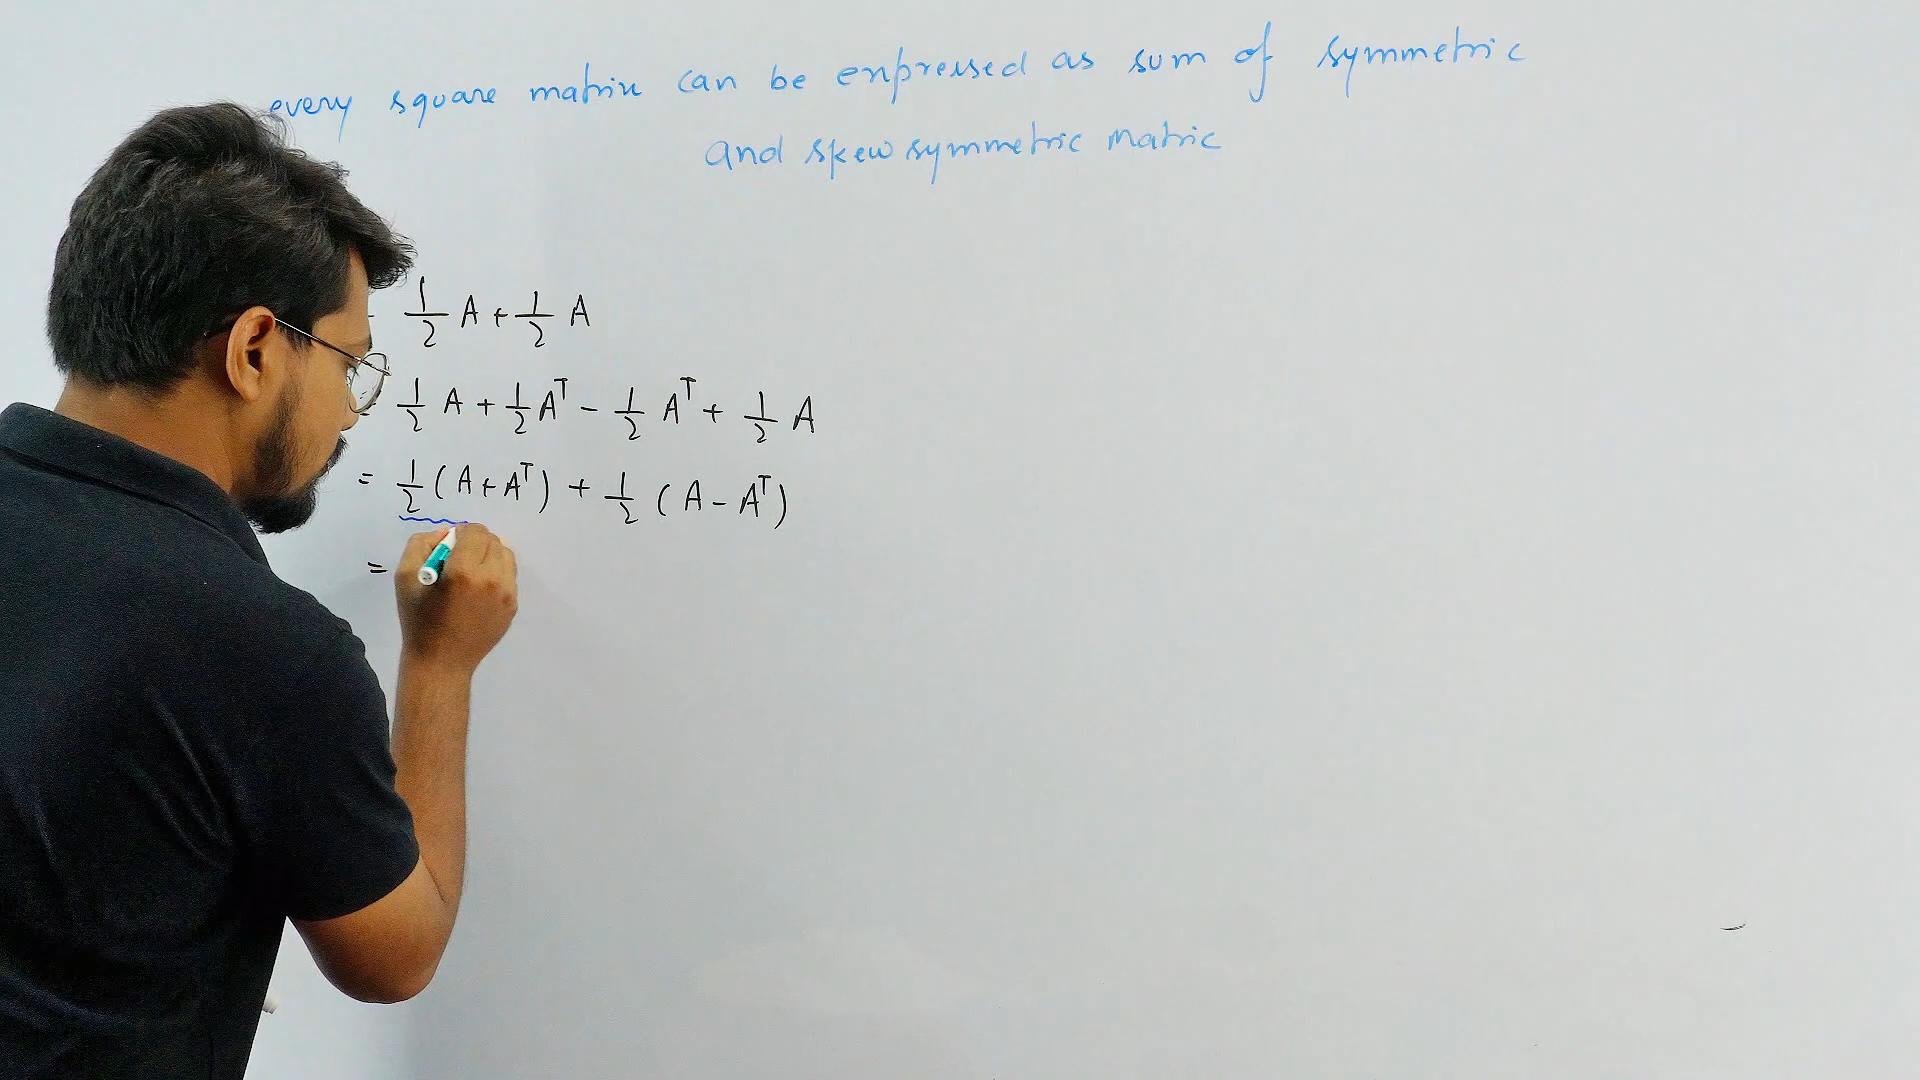 every square matrix can be expressed as sum of symmetric
and skew symmetric Matric
= 1/2 A + 1/2 A
= 1/2 A + 1/2 Aᵀ - 1/2 Aᵀ + 1/2 A
= 1/2 (A + Aᵀ) + 1/2 (A - Aᵀ)
=